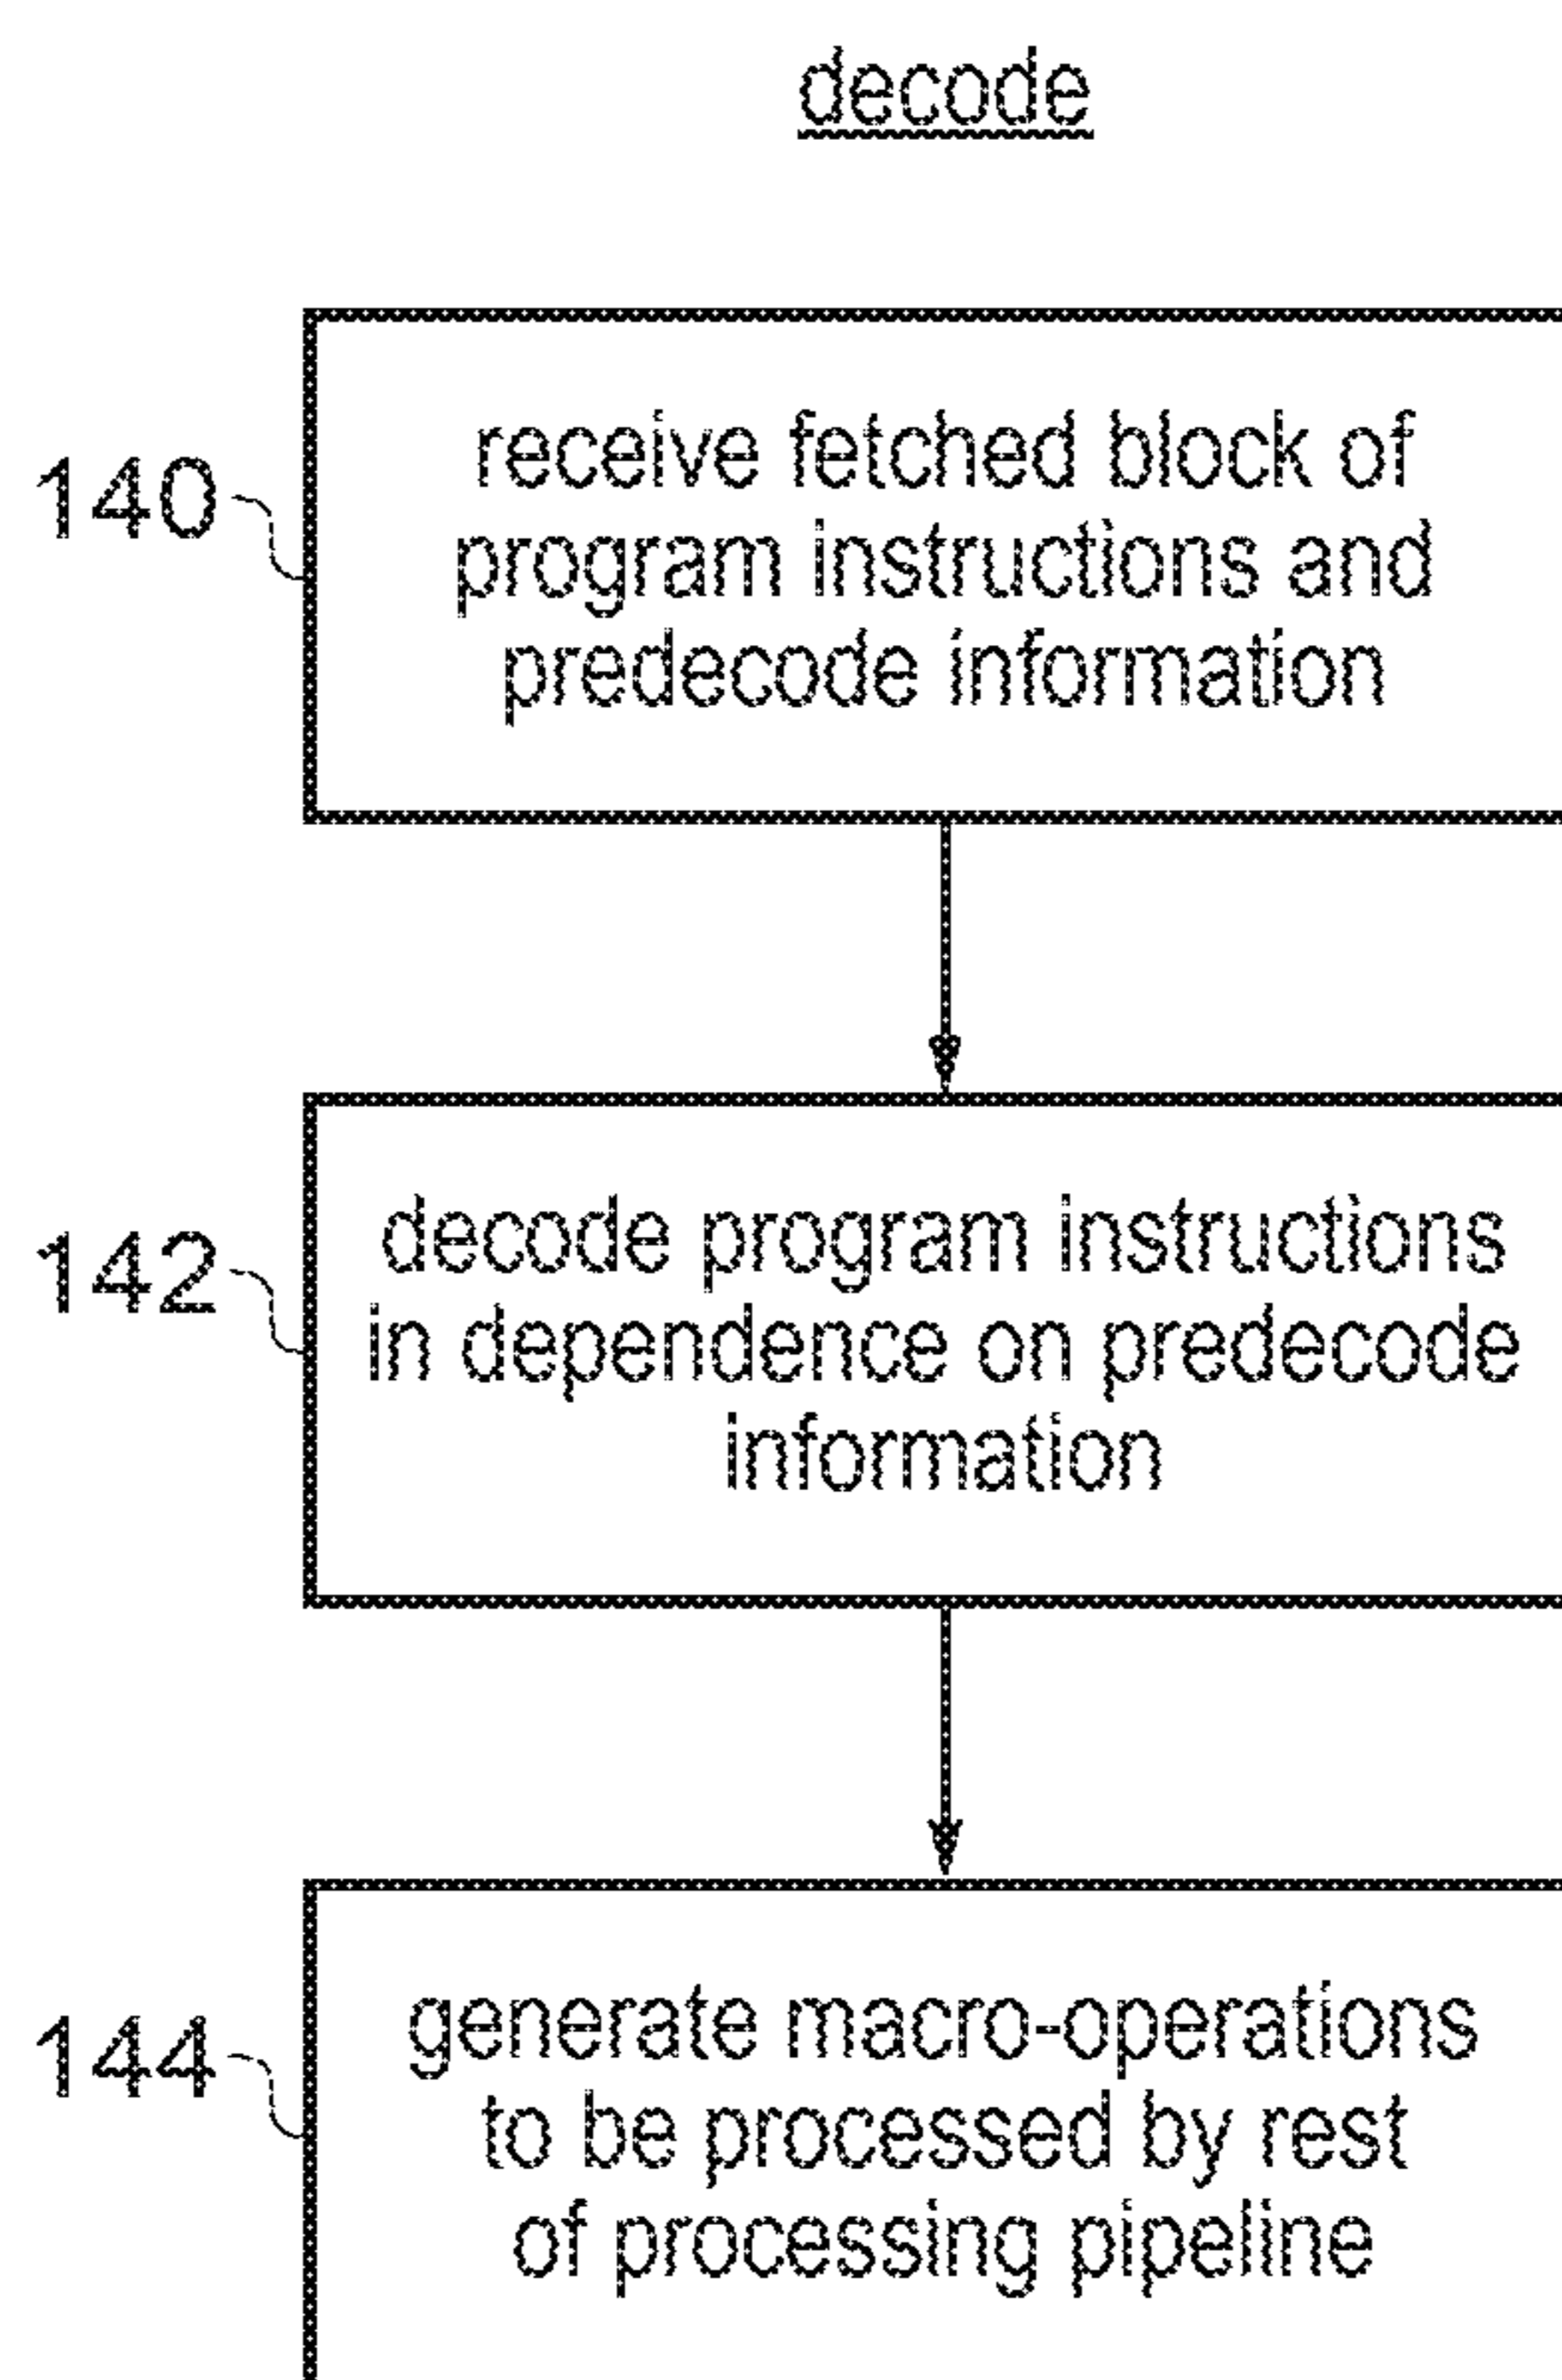 decode
140
receive fetched block of
program instructions and
predecode information
142
decode program instructions
in dependence on predecode
information
144
generate macro-operations
to be processed by rest
of processing pipeline